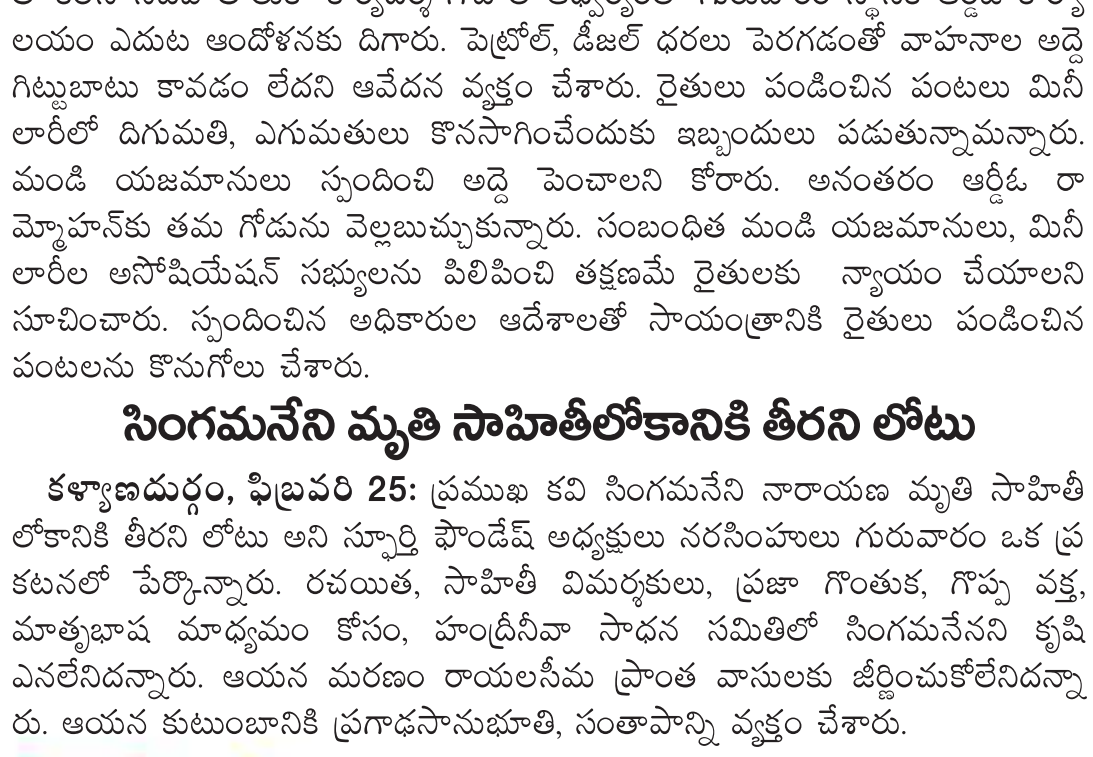 లయం ఎదుట ఆందోళనకు దిగారు. పెట్రోల్, డీజల్ ధరలు పెరగడంతో వాహనాల అద్దె
గిట్టుబాటు కావడం లేదని ఆవేదన వ్యక్తం చేశారు. రైతులు పండించిన పంటలు మినీ
లారీలో దిగుమతి, ఎగుమతులు కొనసాగించేందుకు ఇబ్బందులు పడుతున్నామన్నారు.
మండి యజమానులు స్పందించి అద్దె పెంచాలని కోరారు. అనంతరం ఆర్డీఓ రా
మ్మోహన్‌కు తమ గోడును వెల్లబుచ్చుకున్నారు. సంబంధిత మండి యజమానులు, మినీ
లారీల అసోషియేషన్ సభ్యులను పిలిపించి తక్షణమే రైతులకు న్యాయం చేయాలని
సూచించారు. స్పందించిన అధికారుల ఆదేశాలతో సాయంత్రానికి రైతులు పండించిన
పంటలను కొనుగోలు చేశారు.
సింగమనేని మృతి సాహితీలోకానికి తీరని లోటు
కళ్యాణదుర్గం, ఫిబ్రవరి 25: ప్రముఖ కవి సింగమనేని నారాయణ మృతి సాహితీ
లోకానికి తీరని లోటు అని స్ఫూర్తి ఫౌండేష్ అధ్యక్షులు నరసింహులు గురువారం ఒక ప్ర
కటనలో పేర్కొన్నారు. రచయిత, సాహితీ విమర్శకులు, ప్రజా గొంతుక, గొప్ప వక్త,
మాతృభాష మాధ్యమం కోసం, హంద్రీనీవా సాధన సమితిలో సింగమనేనని కృషి
ఎనలేనిదన్నారు. ఆయన మరణం రాయలసీమ ప్రాంత వాసులకు జీర్ణించుకోలేనిదన్నా
రు. ఆయన కుటుంబానికి ప్రగాఢసానుభూతి, సంతాపాన్ని వ్యక్తం చేశారు.